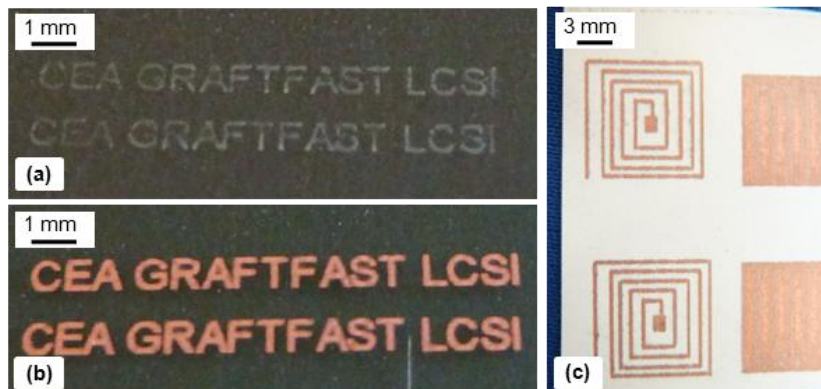 1 mm
CEA GRAFTFAST LCSI
CEA GRAFTFAST LCSI
(a)
1 mm
CEA GRAFTFAST LCSI
CEA GRAFTFAST LCSI
(b)
3 mm
(c)